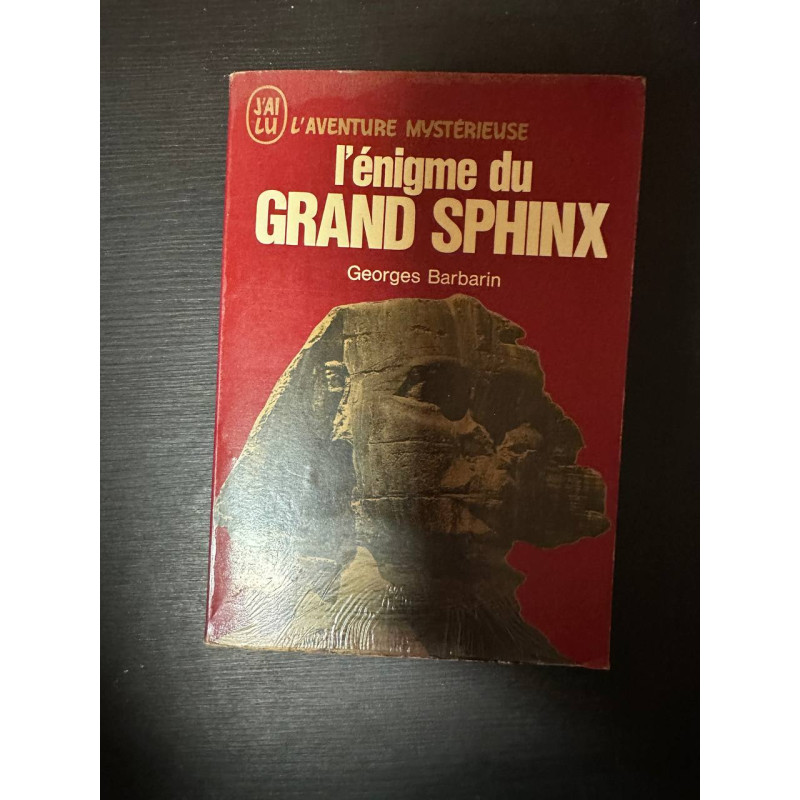 J'AI
LU
L'AVENTURE MYSTÉRIEUSE
l'énigme du
GRAND SPHINX
Georges Barbarin